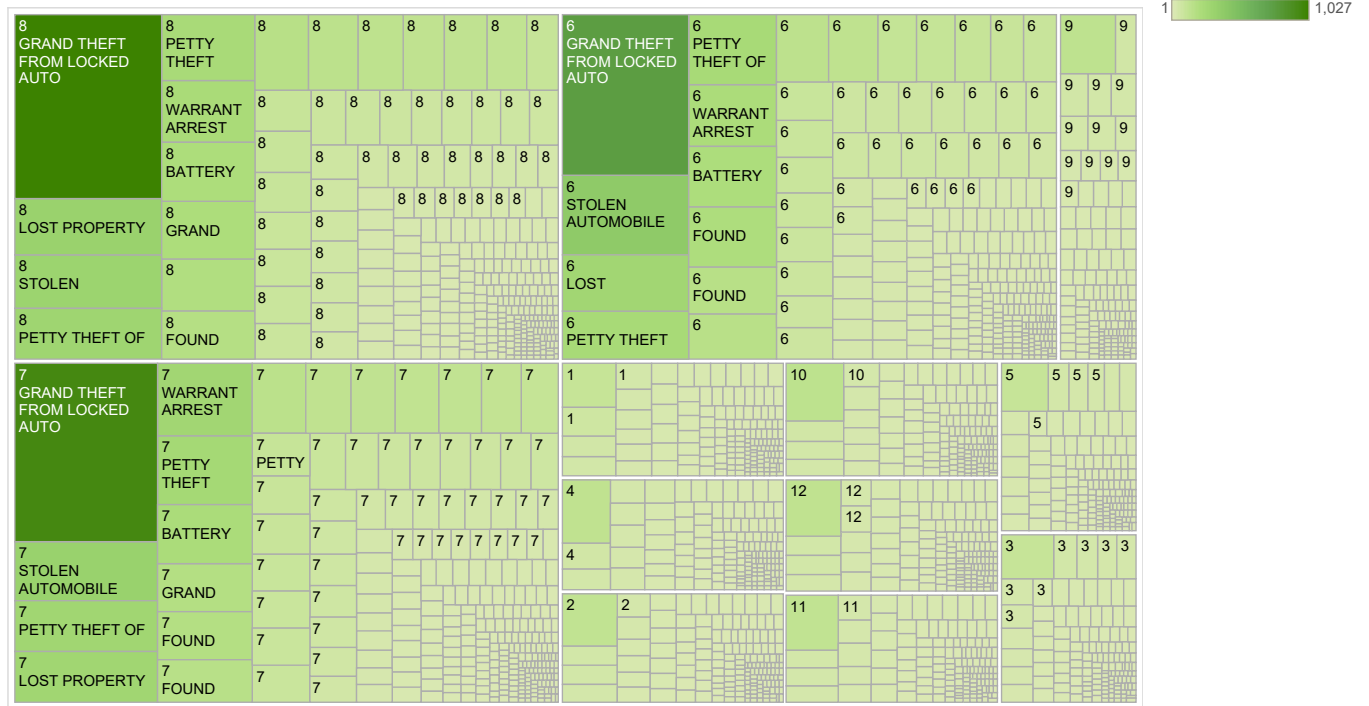 1 1,027
8
GRAND THEFT
FROM LOCKED
AUTO
8
LOST PROPERTY
8
STOLEN
8
PETTY THEFT OF
8
PETTY
THEFT
8
WARRANT
ARREST
8
BATTERY
8
GRAND
8
8
FOUND
8 8 8 8 8 8 8
8
8
8
8
8
8
8
8 8 8 8 8 8 8
8 8 8 8 8 8 8 8 8
8
8
8
8
8
8
8 8 8 8 8 8 8
6
GRAND THEFT
FROM LOCKED
AUTO
6
STOLEN
AUTOMOBILE
6
LOST
6
PETTY THEFT
6
PETTY
THEFT OF
6
WARRANT
ARREST
6
BATTERY
6
FOUND
6
FOUND
6
6 6 6 6 6 6 6
6
6
6
6
6
6
6
6
6 6 6 6 6 6 6
6 6 6 6 6 6 6
6
6
6 6 6 6
9 9
9 9 9
9 9 9
9 9 9 9
9
7
GRAND THEFT
FROM LOCKED
AUTO
7
STOLEN
AUTOMOBILE
7
PETTY THEFT OF
7
LOST PROPERTY
7
WARRANT
ARREST
7
PETTY
THEFT
7
BATTERY
7
GRAND
7
FOUND
7
FOUND
7 7 7 7 7 7 7
7
PETTY
7
7
7
7
7
7
7 7 7 7 7 7 7
7 7 7 7 7 7 7 7 7
7
7
7
7
7
7
7 7 7 7 7 7 7 7
1 1
1
4
4
2 2
10 10
12 12
12
11 11
5 5 5 5
5
3 3 3 3 3
3 3
3